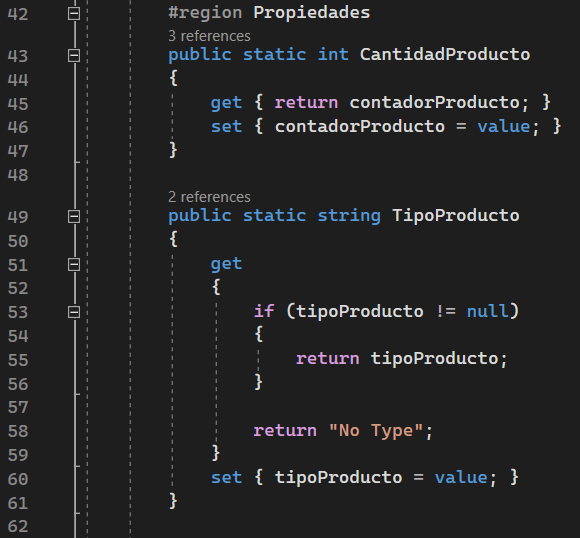 42 #region Propiedades
3 references
43 public static int CantidadProducto
44 {
45 get { return contadorProducto; }
46 set { contadorProducto = value; }
47 }
48
2 references
49 public static string TipoProducto
50 {
51 get
52 {
53 if (tipoProducto != null)
54 {
55 return tipoProducto;
56 }
57
58 return "No Type";
59 }
60 set { tipoProducto = value; }
61 }
62